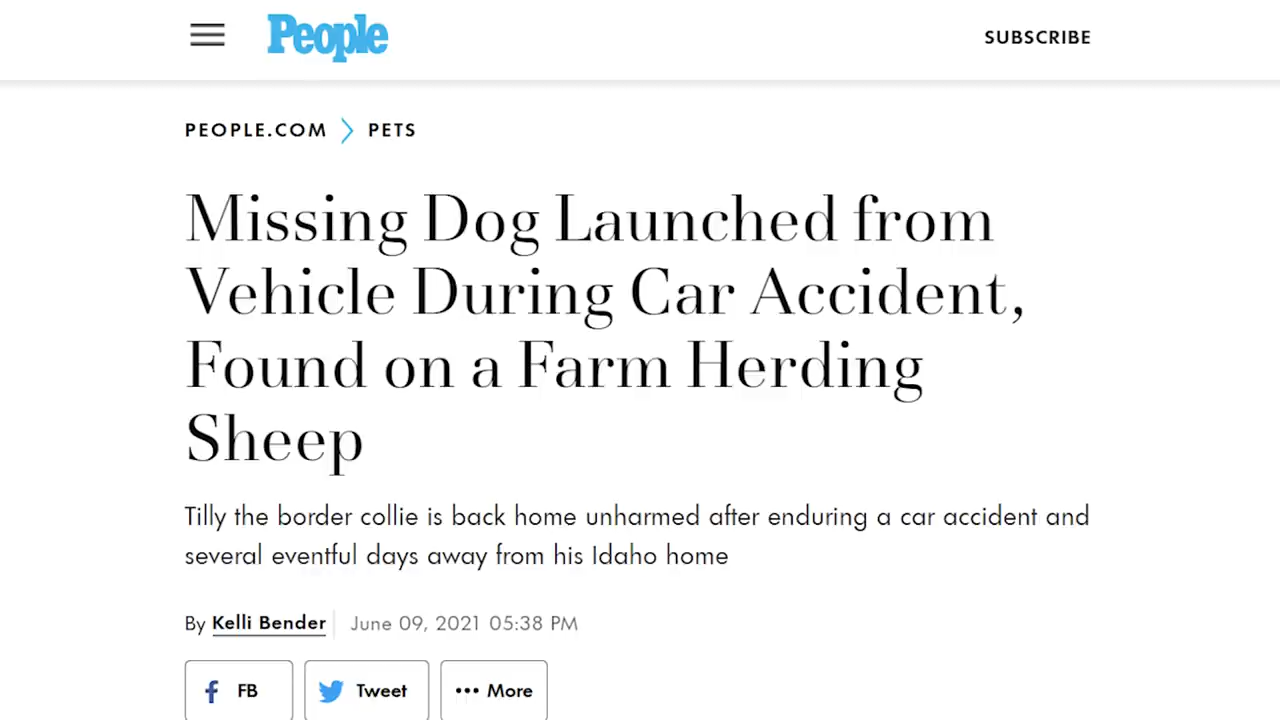 People
SUBSCRIBE
PEOPLE.COM > PETS
Missing Dog Launched from
Vehicle During Car Accident,
Found on a Farm Herding
Sheep
Tilly the border collie is back home unharmed after enduring a car accident and
several eventful days away from his Idaho home
By Kelli Bender June 09, 2021 05:38 PM
FB Tweet More